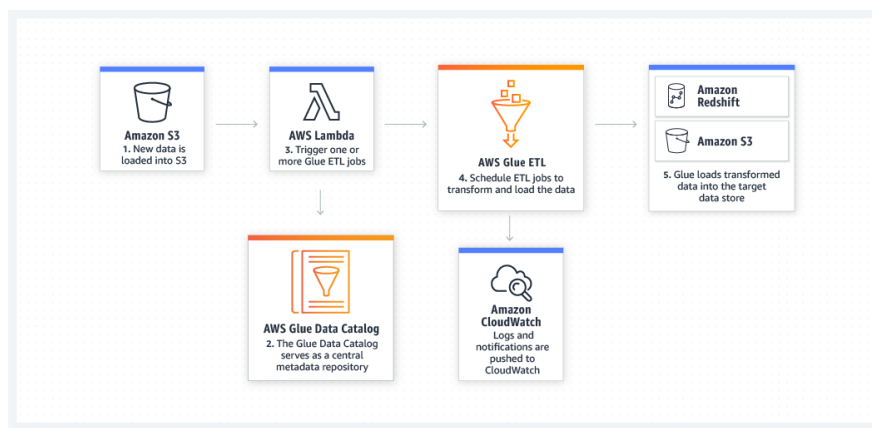 Amazon S3
1. New data is
loaded into S3
AWS Lambda
3. Trigger one or
more Glue ETL jobs
AWS Glue ETL
4. Schedule ETL jobs to
transform and load the data
Amazon
Redshift
Amazon S3
5. Glue loads transformed
data into the target
data store
AWS Glue Data Catalog
2. The Glue Data Catalog
serves as a central
metadata repository
Amazon
CloudWatch
Logs and
notifications are
pushed to
CloudWatch